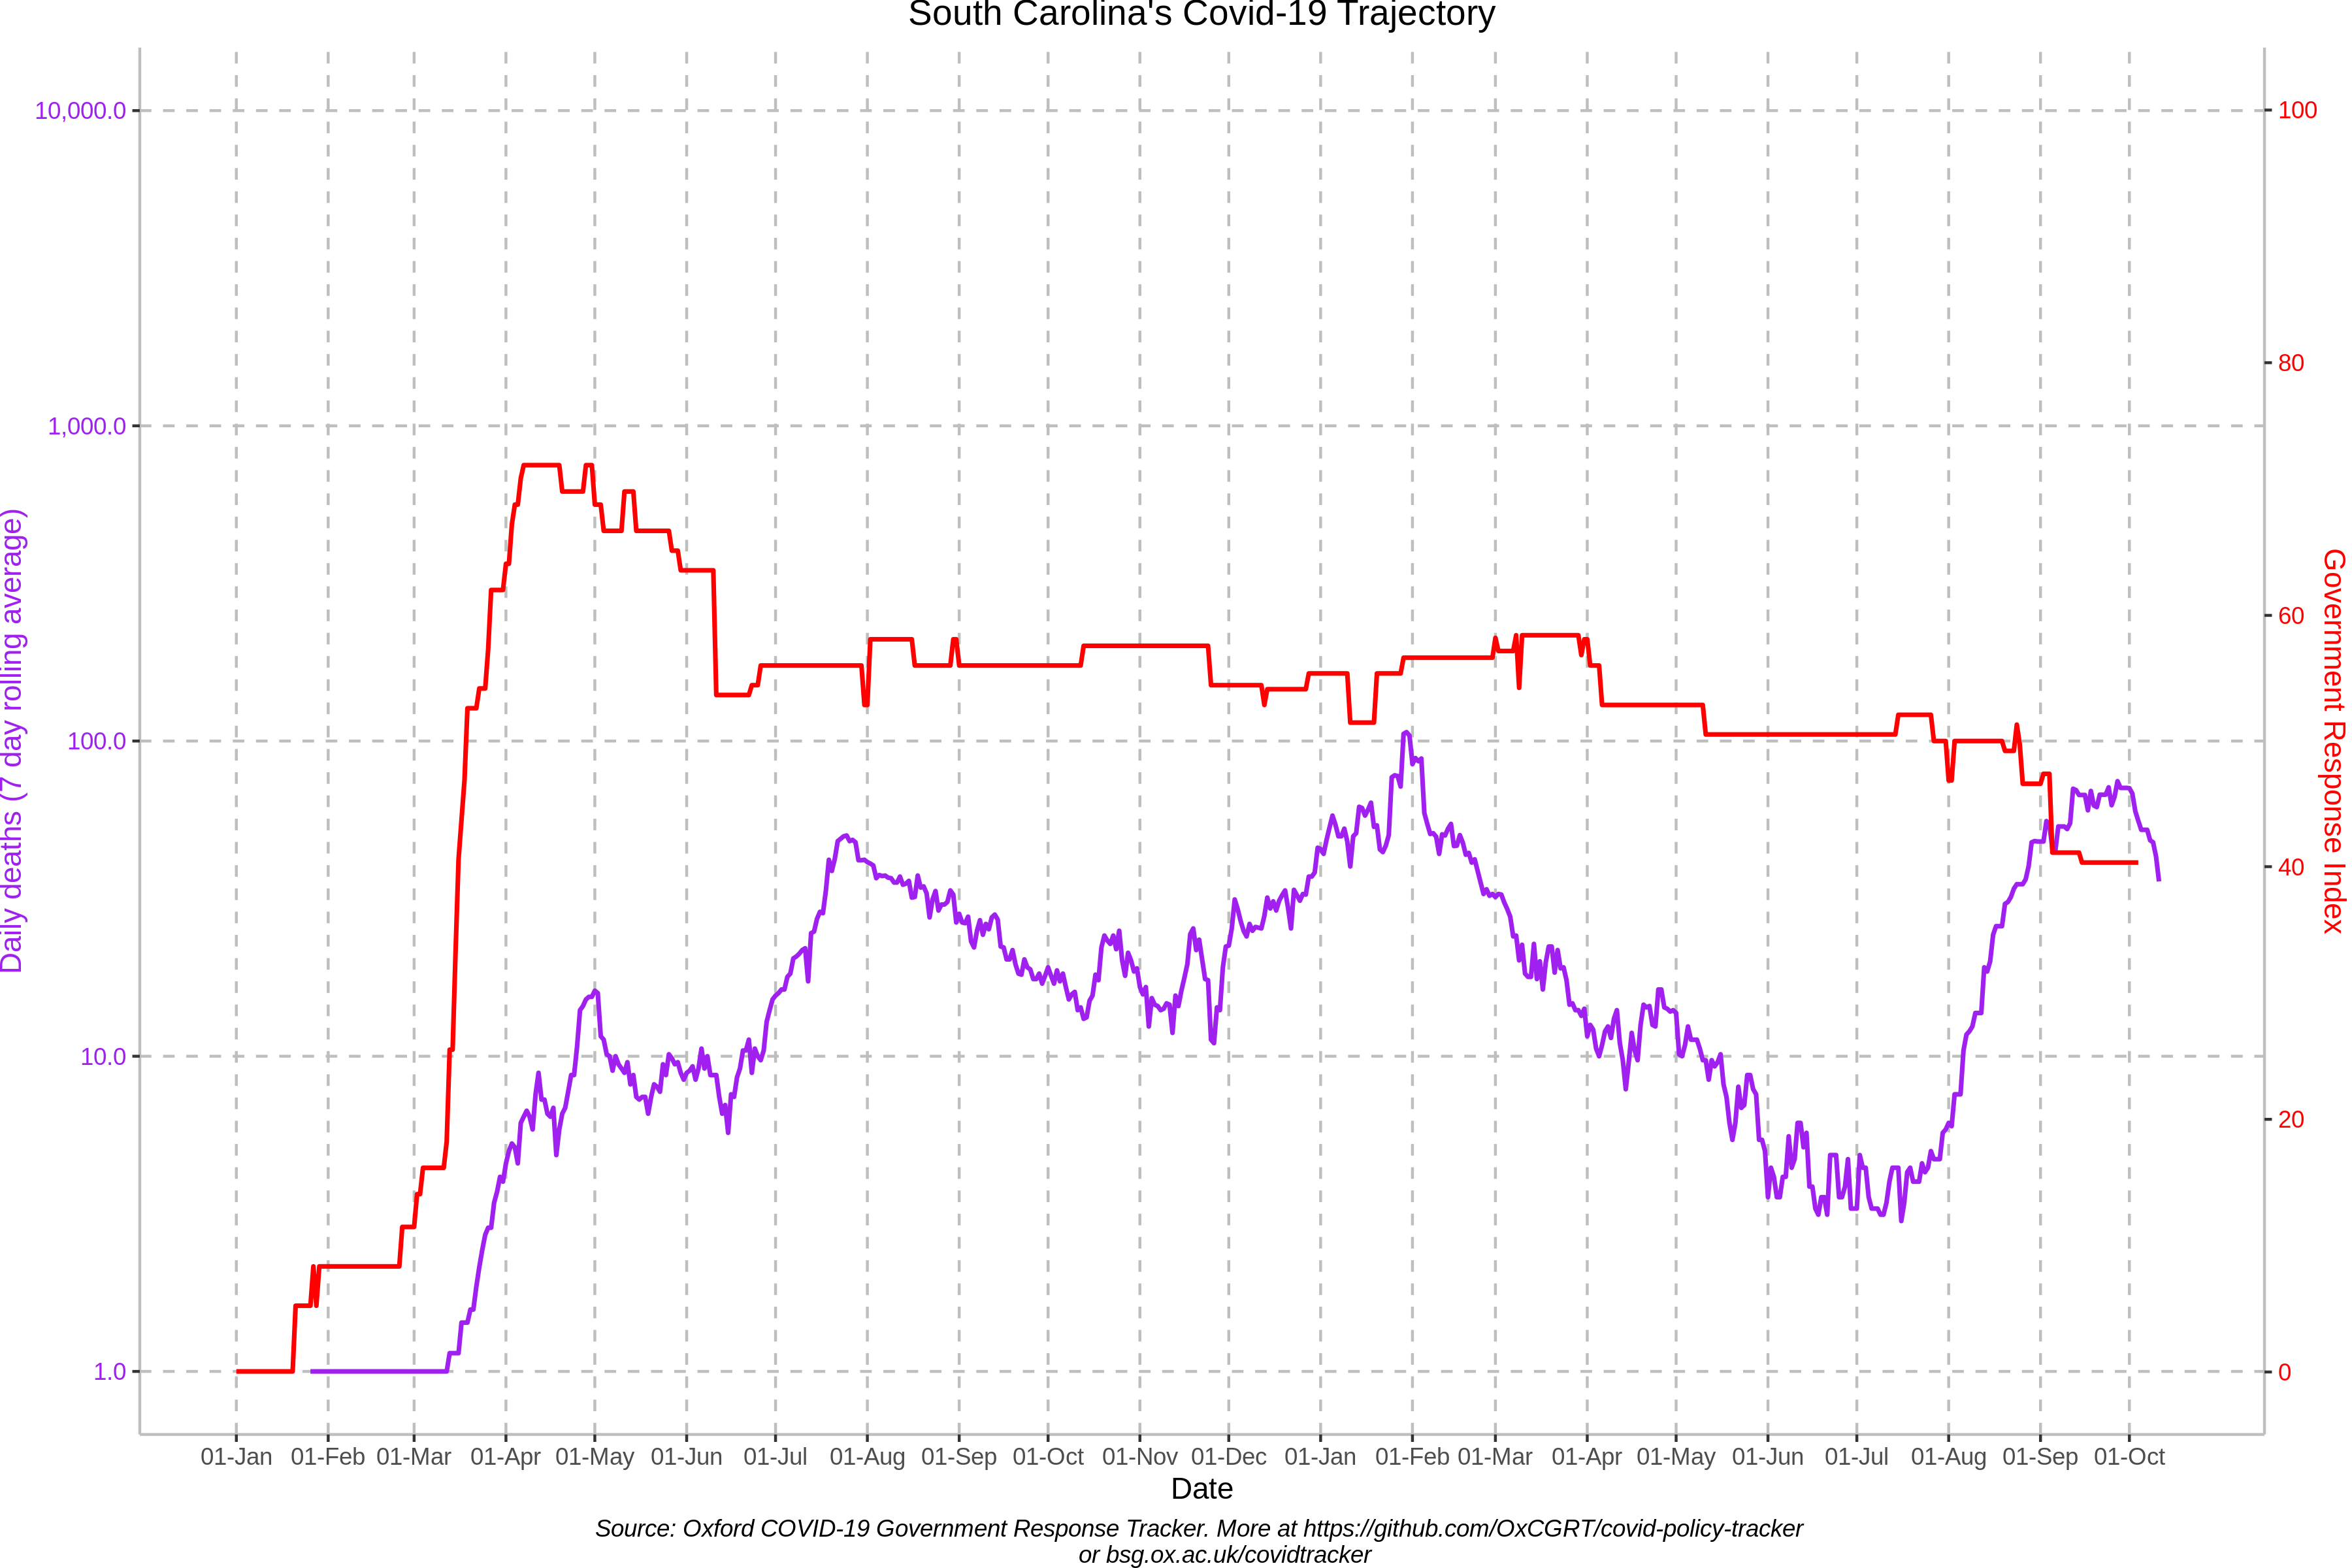 South Carolina's Covid-19 Trajectory
10,000.0
1,000.0
100.0
10.0
1.0
Daily deaths (7 day rolling average)
100
80
60
40
20
0
Government Response Index
01-Jan 01-Feb 01-Mar 01-Apr 01-May 01-Jun 01-Jul 01-Aug 01-Sep 01-Oct 01-Nov 01-Dec 01-Jan 01-Feb 01-Mar 01-Apr 01-May 01-Jun 01-Jul 01-Aug 01-Sep 01-Oct
Date
Source: Oxford COVID-19 Government Response Tracker. More at https://github.com/OxCGRT/covid-policy-tracker
or bsg.ox.ac.uk/covidtracker